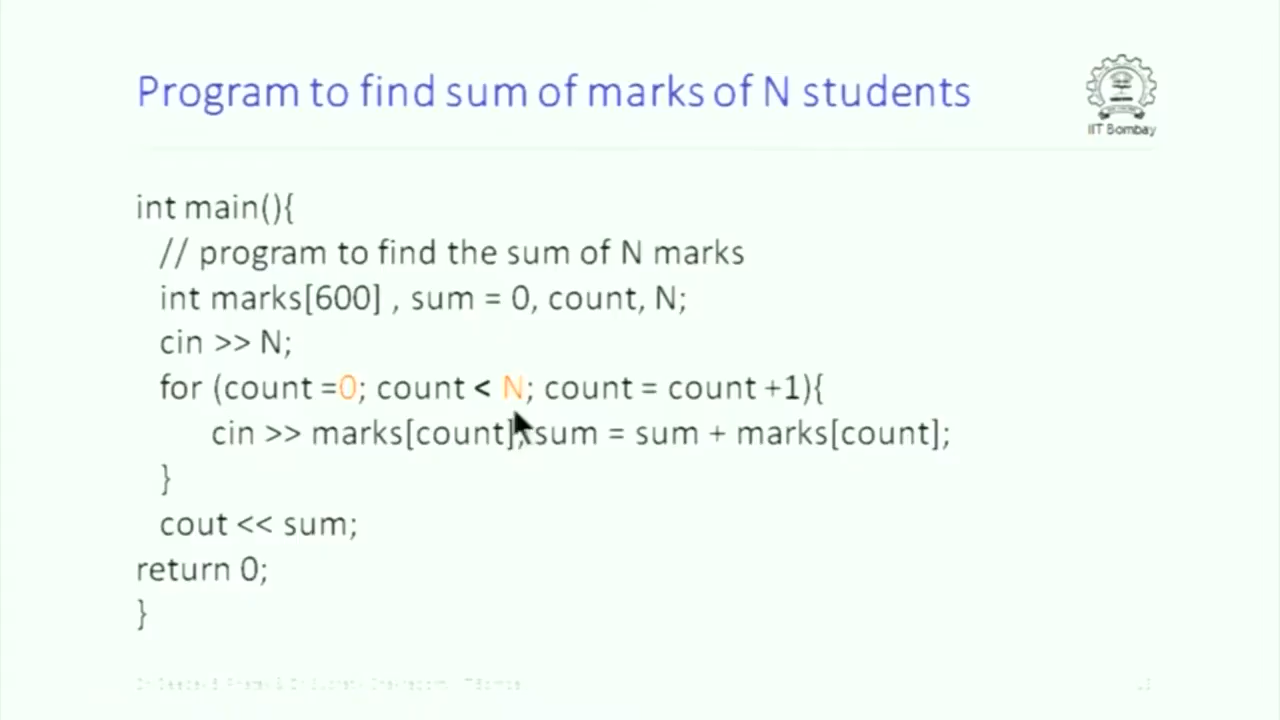 Program to find sum of marks of N students
IIT Bombay
int main(){
// program to find the sum of N marks
int marks[600] , sum = 0, count, N;
cin >> N;
for (count =0; count < N; count = count +1){
cin >> marks[count]; sum = sum + marks[count];
}
cout << sum;
return 0;
}